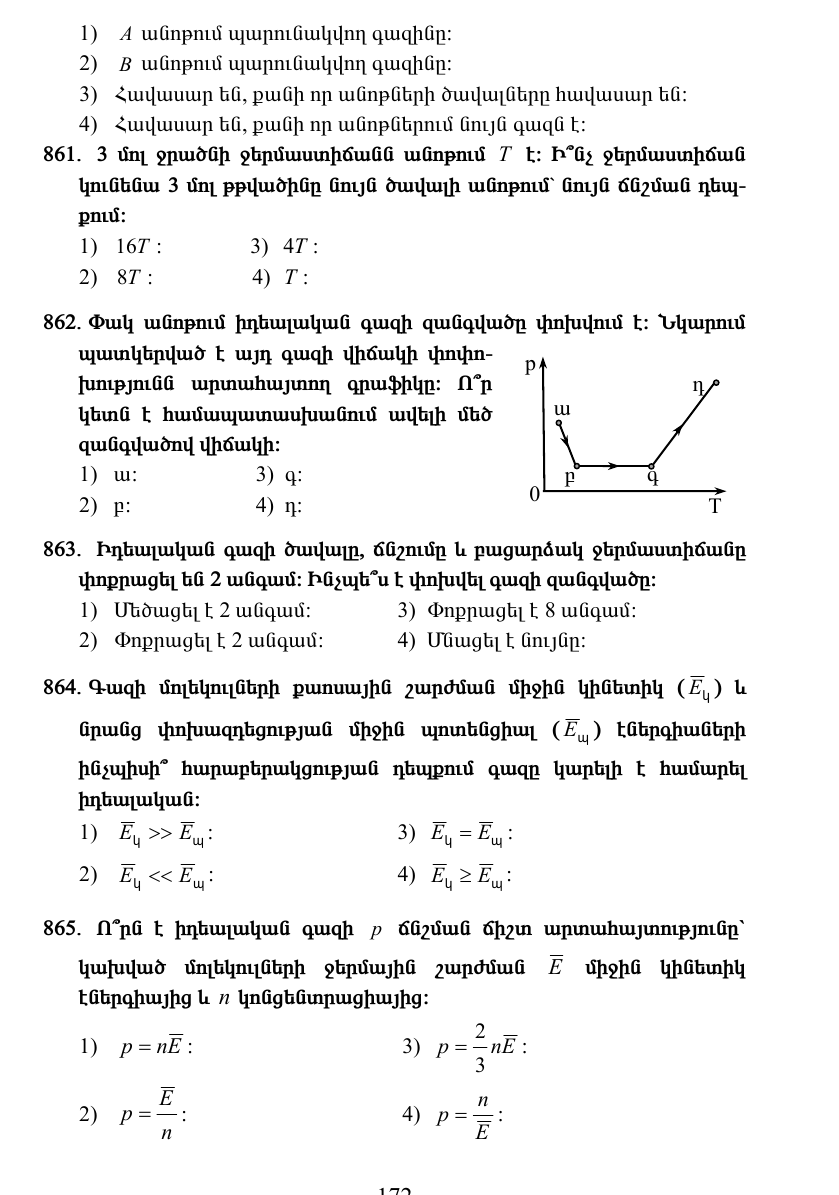 1) A անոթում պարունակվող գազինը:
2) B անոթում պարունակվող գազինը:
3) Հավասար են, քանի որ անոթների ծավալները հավասար են:
4) Հավասար են, քանի որ անոթներում նույն գազն է:
861. 3 մոլ ջրածնի ջերմաստիճանն անոթում T է: Ի՞նչ ջերմաստիճան
կունենա 3 մոլ թթվածինը նույն ծավալի անոթում՝ նույն ճնշման դեպ-
քում:
1) 16T : 3) 4T :
2) 8T : 4) T :
862. Փակ անոթում իդեալական գազի զանգվածը փոխվում է: Նկարում
պատկերված է այդ գազի վիճակի փոփո-
խությունն արտահայտող գրաֆիկը: Ո՞ր
կետն է համապատասխանում ավելի մեծ
զանգվածով վիճակի:
1) ա: 3) գ:
2) բ: 4) դ:
p
դ
ա
բ գ
0
T
863. Իդեալական գազի ծավալը, ճնշումը և բացարձակ ջերմաստիճանը
փոքրացել են 2 անգամ: Ինչպե՞ս է փոխվել գազի զանգվածը:
1) Մեծացել է 2 անգամ: 3) Փոքրացել է 8 անգամ:
2) Փոքրացել է 2 անգամ: 4) Մնացել է նույնը:
864. Գազի մոլեկուլների քաոսային շարժման միջին կինետիկ (E̅կ) և
նրանց փոխազդեցության միջին պոտենցիալ (E̅պ) էներգիաների
ինչպիսի՞ հարաբերակցության դեպքում գազը կարելի է համարել
իդեալական:
1) E̅կ >> E̅պ : 3) E̅կ = E̅պ :
2) E̅կ << E̅պ : 4) E̅կ ≥ E̅պ :
865. Ո՞րն է իդեալական գազի p ճնշման ճիշտ արտահայտությունը՝
կախված մոլեկուլների ջերմային շարժման E̅ միջին կինետիկ
էներգիայից և n կոնցենտրացիայից:
1) p = nE̅ : 3) p = 2/3 nE̅ :
2) p = E̅/n : 4) p = n/E̅ :
172